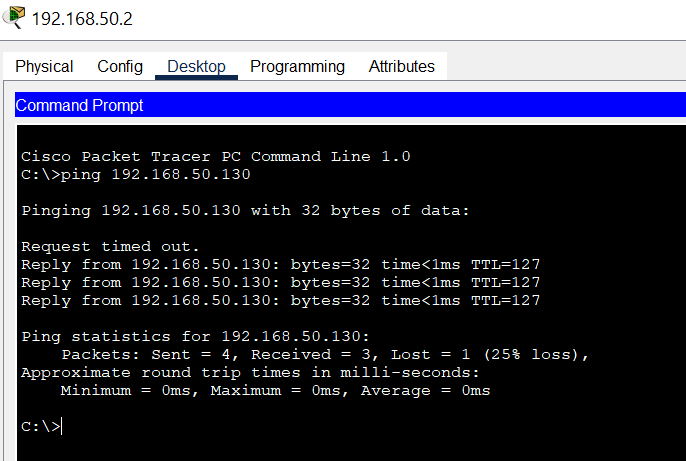 192.168.50.2
Physical Config Desktop Programming Attributes
Command Prompt
Cisco Packet Tracer PC Command Line 1.0
C:\>ping 192.168.50.130
Pinging 192.168.50.130 with 32 bytes of data:
Request timed out.
Reply from 192.168.50.130: bytes=32 time<1ms TTL=127
Reply from 192.168.50.130: bytes=32 time<1ms TTL=127
Reply from 192.168.50.130: bytes=32 time<1ms TTL=127
Ping statistics for 192.168.50.130:
    Packets: Sent = 4, Received = 3, Lost = 1 (25% loss),
Approximate round trip times in milli-seconds:
    Minimum = 0ms, Maximum = 0ms, Average = 0ms
C:\>